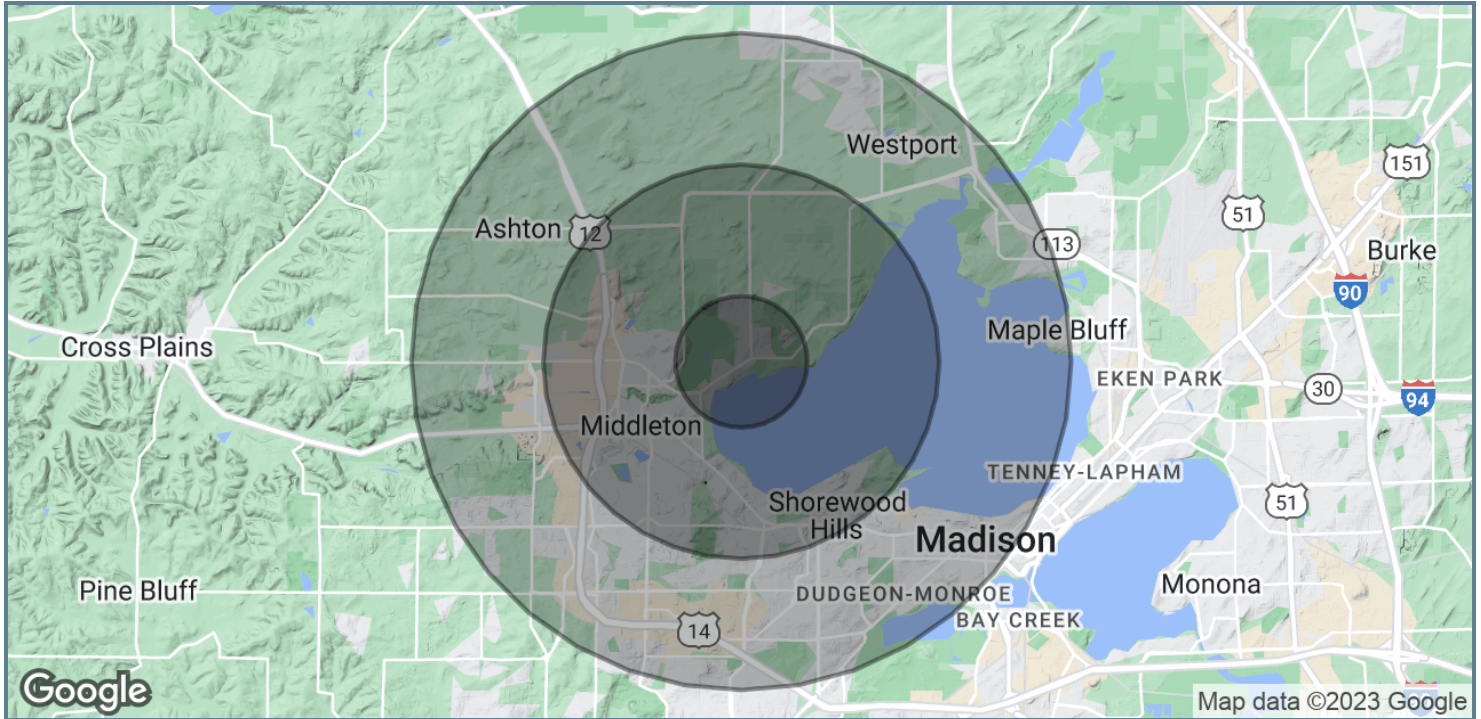 Westport
151
51
Ashton
12
113
Burke
90
Maple Bluff
Cross Plains
EKEN PARK
30
94
Middleton
TENNEY-LAPHAM
Shorewood
Hills
51
Madison
Pine Bluff
DUDGEON-MONROE
Monona
BAY CREEK
14
Google
Map data ©2023 Google